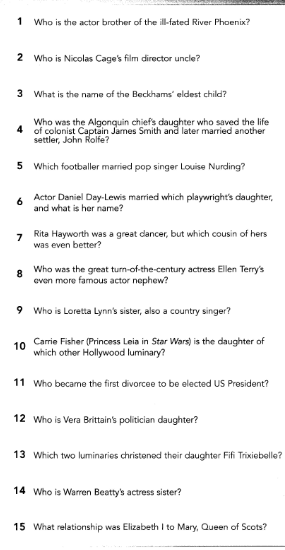 1 Who is the actor brother of the ill-fated River Phoenix?
2 Who is Nicolas Cage's film director uncle?
3 What is the name of the Beckhams' eldest child?
4 Who was the Algonquin chief's daughter who saved the life
of colonist Captain James Smith and later married another
settler, John Rolfe?
5 Which footballer married pop singer Louise Nurding?
6 Actor Daniel Day-Lewis married which playwright's daughter,
and what is her name?
7 Rita Hayworth was a great dancer, but which cousin of hers
was even better?
8 Who was the great turn-of-the-century actress Ellen Terry's
even more famous actor nephew?
9 Who is Loretta Lynn's sister, also a country singer?
10 Carrie Fisher (Princess Leia in Star Wars) is the daughter of
which other Hollywood luminary?
11 Who became the first divorcee to be elected US President?
12 Who is Vera Brittain's politician daughter?
13 Which two luminaries christened their daughter Fifi Trixiebelle?
14 Who is Warren Beatty's actress sister?
15 What relationship was Elizabeth I to Mary, Queen of Scots?